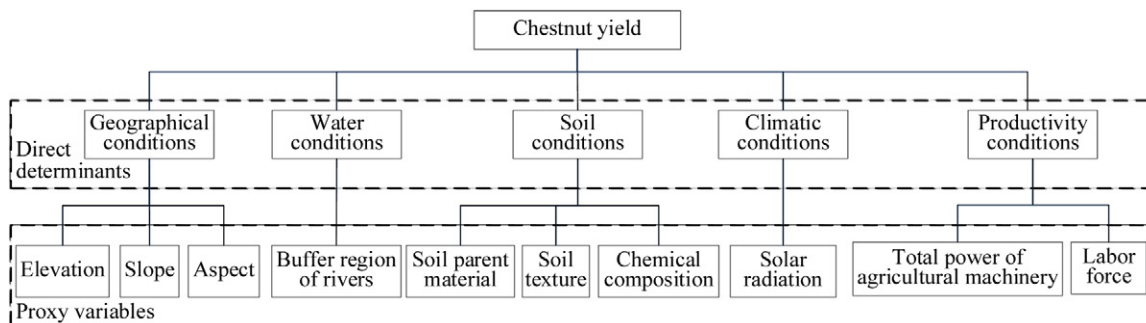 Chestnut yield
Geographical
conditions
Water
conditions
Soil
conditions
Climatic
conditions
Productivity
conditions
Direct
determinants
Elevation
Slope
Aspect
Buffer region
of rivers
Soil parent
material
Soil
texture
Chemical
composition
Solar
radiation
Total power of
agricultural machinery
Labor
force
Proxy variables